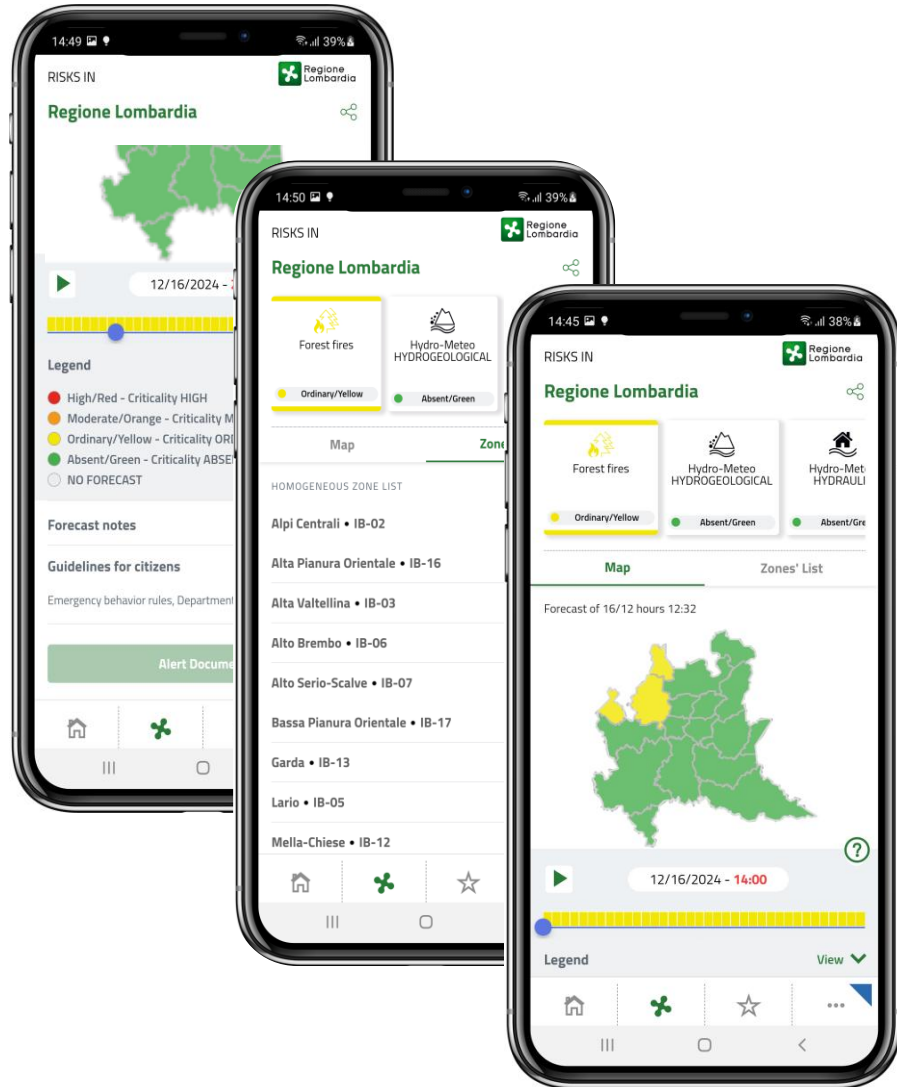 14:49
39%
RISKS IN
Regione
Lombardia
Regione Lombardia
12/16/2024 -
Legend
High/Red - Criticality HIGH
Moderate/Orange - Criticality M
Ordinary/Yellow - Criticality ORD
Absent/Green - Criticality ABSE
NO FORECAST
Forecast notes
Guidelines for citizens
Emergency behavior rules, Department
Alert Docume
14:50
39%
RISKS IN
Regione
Lombardia
Regione Lombardia
Forest fires
Ordinary/Yellow
Hydro-Meteo
HYDROGEOLOGICAL
Absent/Green
Map
Zone
HOMOGENEOUS ZONE LIST
Alpi Centrali • IB-02
Alta Pianura Orientale • IB-16
Alta Valtellina • IB-03
Alto Brembo • IB-06
Alto Serio-Scalve • IB-07
Bassa Pianura Orientale • IB-17
Garda • IB-13
Lario • IB-05
Mella-Chiese • IB-12
14:45
38%
RISKS IN
Regione
Lombardia
Regione Lombardia
Forest fires
Ordinary/Yellow
Hydro-Meteo
HYDROGEOLOGICAL
Absent/Green
Hydro-Met
HYDRAULI
Absent/Gre
Map
Zones' List
Forecast of 16/12 hours 12:32
?
12/16/2024 - 14:00
Legend
View